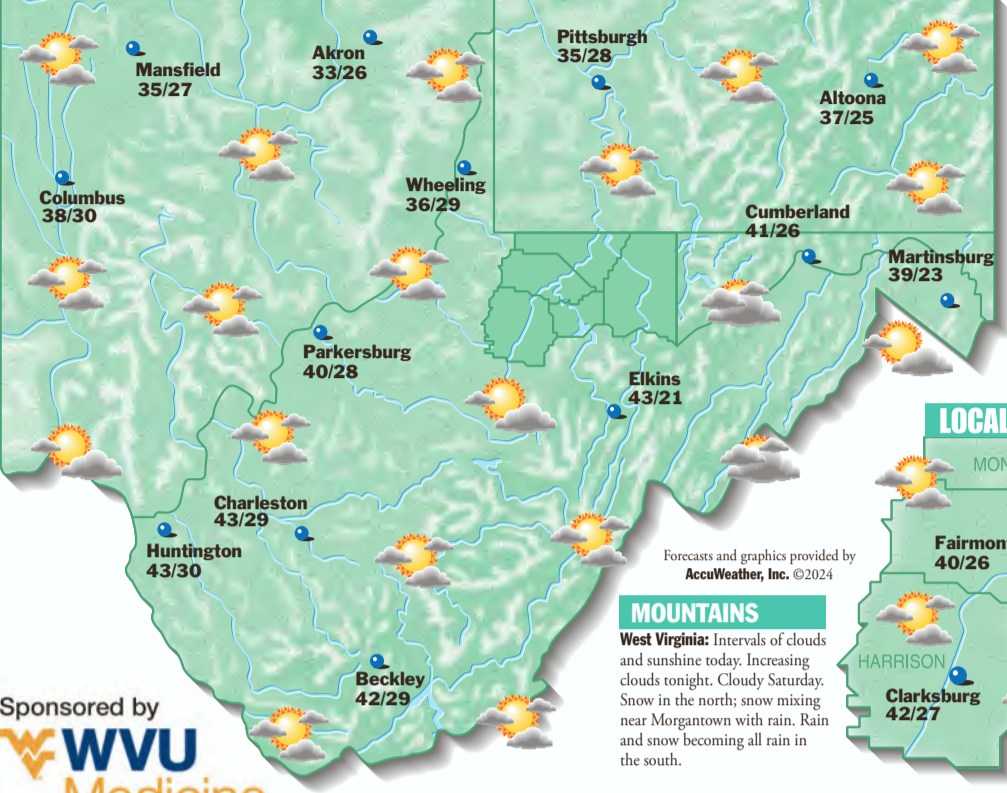 Pittsburgh
35/28
Akron
33/26
Mansfield
35/27
Altoona
37/25
Columbus
38/30
Wheeling
36/29
Cumberland
41/26
Martinsburg
39/23
Parkersburg
40/28
Elkins
43/21
Charleston
43/29
Huntington
43/30
Beckley
42/29
Forecasts and graphics provided by
AccuWeather, Inc. ©2024
MOUNTAINS
West Virginia: Intervals of clouds
and sunshine today. Increasing
clouds tonight. Cloudy Saturday.
Snow in the north; snow mixing
near Morgantown with rain. Rain
and snow becoming all rain in
the south.
LOCAL
MON
Fairmon
40/26
HARRISON
Clarksburg
42/27
Sponsored by
WVU
Medicine